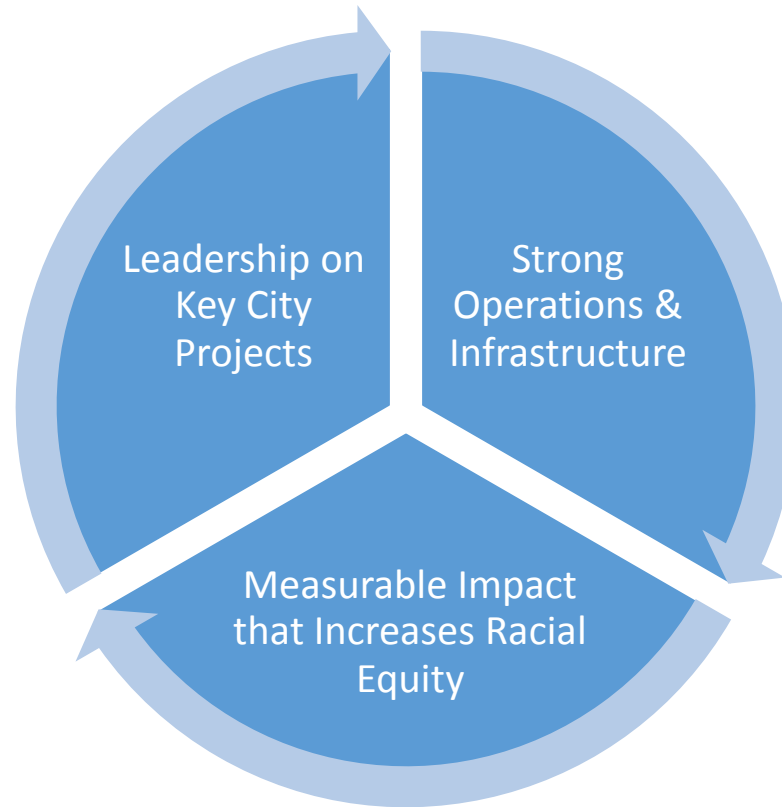 Leadership on
Key City
Projects
Strong
Operations &
Infrastructure
Measurable Impact
that Increases Racial
Equity